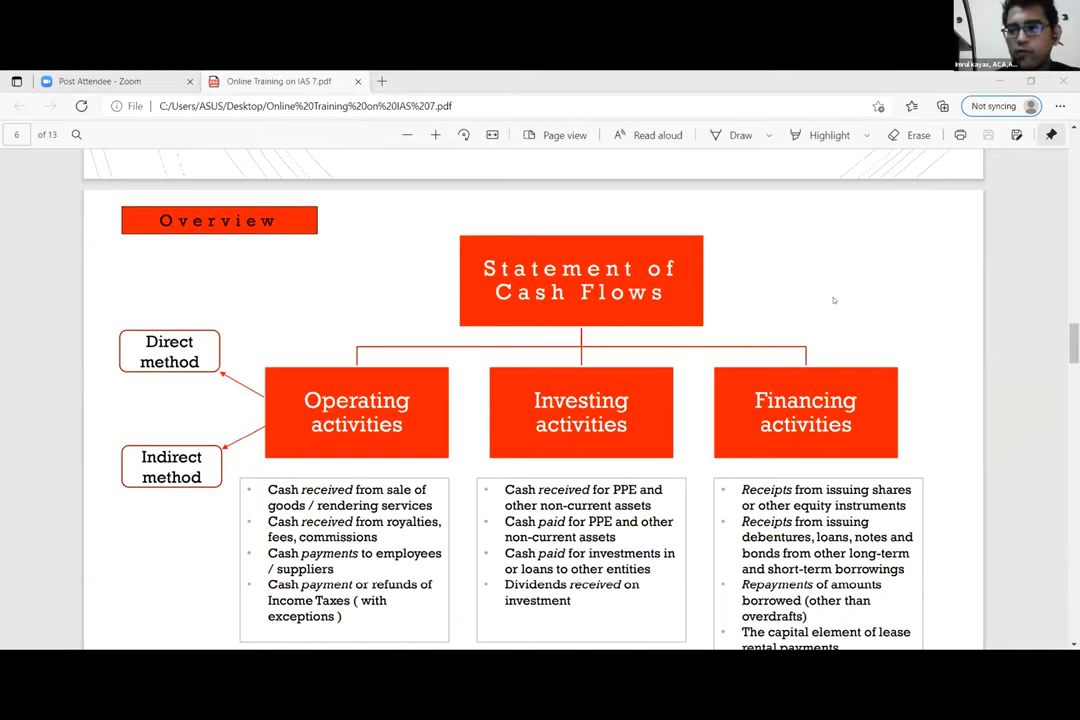 Imrul kayas, ACA,A...
Post Attendee - Zoom
Online Training on IAS 7.pdf
File
C:/Users/ASUS/Desktop/Online%20Training%20on%20IAS%207.pdf
Not syncing
6 of 13
Page view
Read aloud
Draw
Highlight
Erase
Overview
Statement of
Cash Flows
Direct
method
Indirect
method
Operating
activities
• Cash received from sale of
goods / rendering services
• Cash received from royalties,
fees, commissions
• Cash payments to employees
/ suppliers
• Cash payment or refunds of
Income Taxes ( with
exceptions )
Investing
activities
• Cash received for PPE and
other non-current assets
• Cash paid for PPE and other
non-current assets
• Cash paid for investments in
or loans to other entities
• Dividends received on
investment
Financing
activities
• Receipts from issuing shares
or other equity instruments
• Receipts from issuing
debentures, loans, notes and
bonds from other long-term
and short-term borrowings
• Repayments of amounts
borrowed (other than
overdrafts)
• The capital element of lease
rental payments